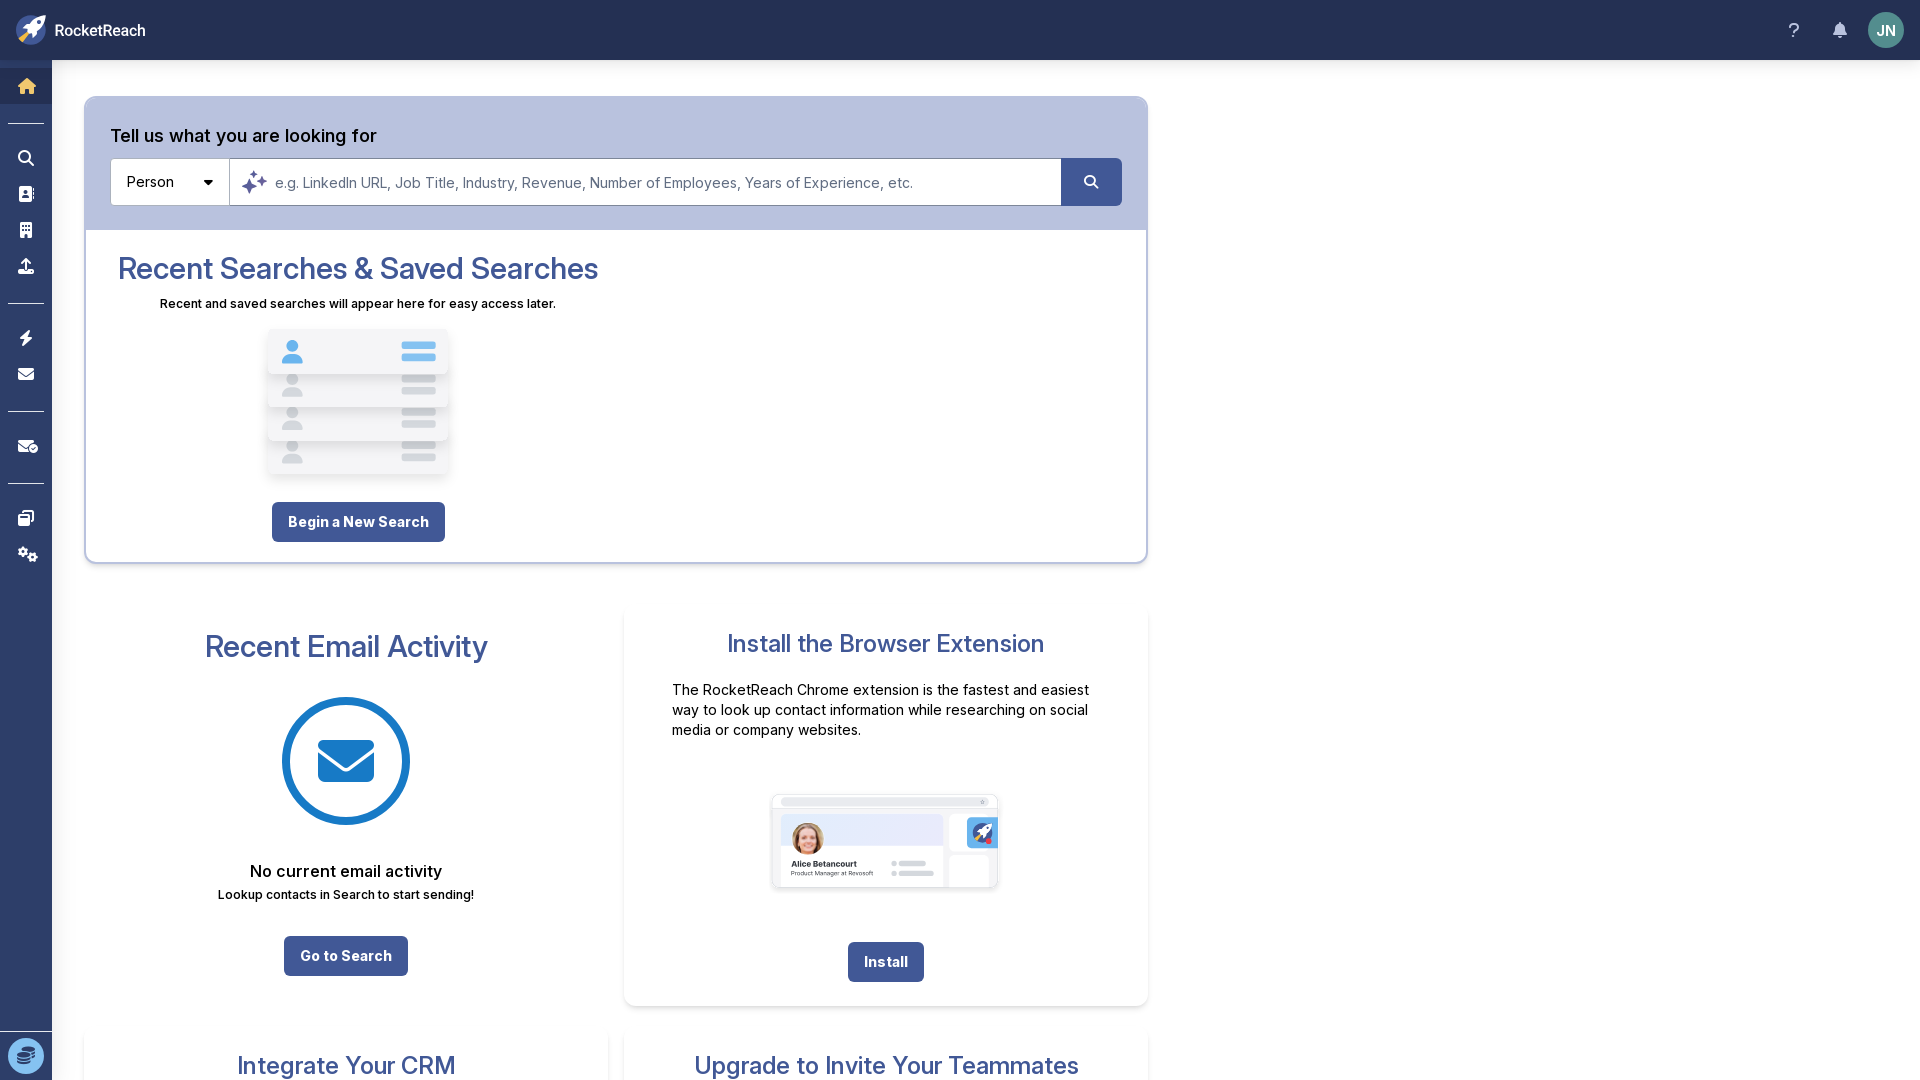 RocketReach
?
JN
Tell us what you are looking for
Person
e.g. LinkedIn URL, Job Title, Industry, Revenue, Number of Employees, Years of Experience, etc.
Recent Searches & Saved Searches
Recent and saved searches will appear here for easy access later.
Begin a New Search
Recent Email Activity
No current email activity
Lookup contacts in Search to start sending!
Go to Search
Install the Browser Extension
The RocketReach Chrome extension is the fastest and easiest
way to look up contact information while researching on social
media or company websites.
Alice Betancourt
Product Manager at Revosoft
Install
Integrate Your CRM
Upgrade to Invite Your Teammates